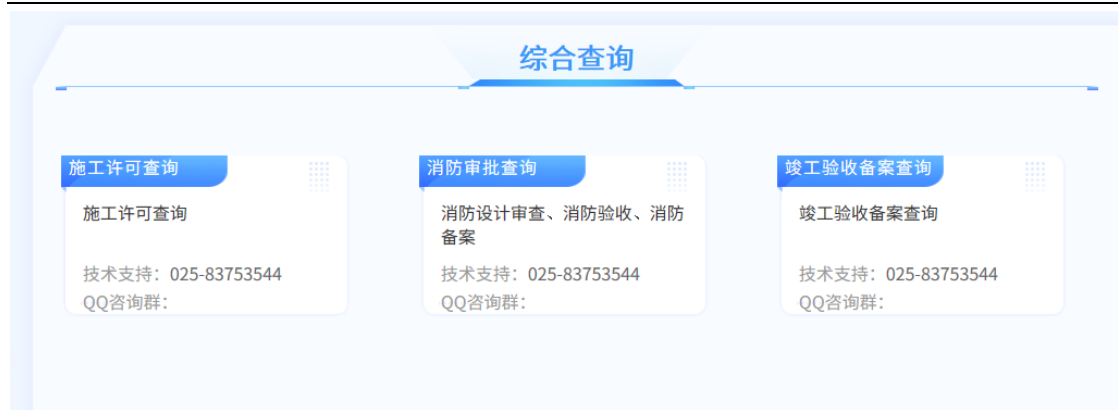 综合查询
施工许可查询
施工许可查询
技术支持：025-83753544
QQ咨询群：
消防审批查询
消防设计审查、消防验收、消防
备案
技术支持：025-83753544
QQ咨询群：
竣工验收备案查询
竣工验收备案查询
技术支持：025-83753544
QQ咨询群：